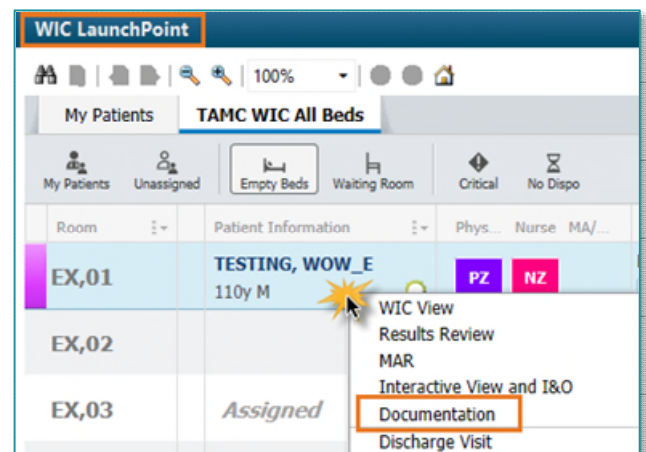 WIC LaunchPoint
100%
My Patients TAMC WIC All Beds
My Patients Unassigned Empty Beds Waiting Room Critical No Dispo
Room Patient Information Phys... Nurse MA/...
EX,01 TESTING, WOW_E PZ NZ
110y M
WIC View
Results Review
EX,02
MAR
Interactive View and I&O
EX,03 Assigned Documentation
Discharge Visit